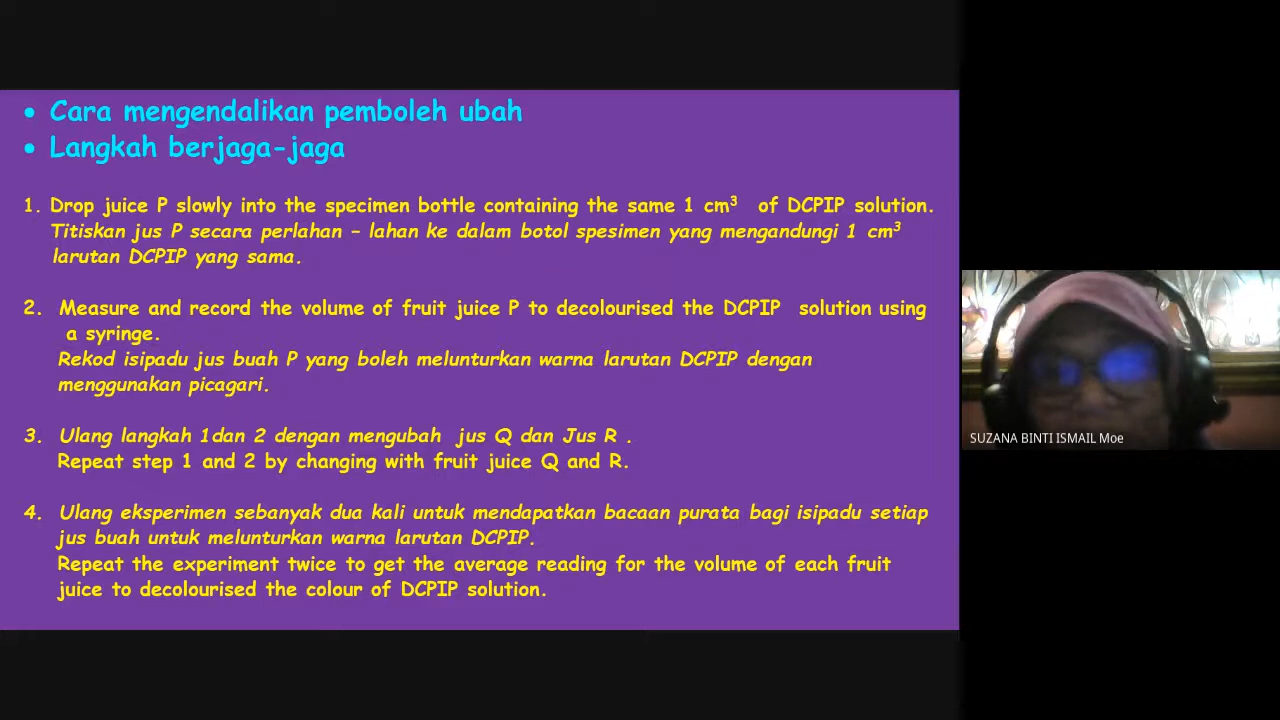 • Cara mengendalikan pemboleh ubah
• Langkah berjaga-jaga
1. Drop juice P slowly into the specimen bottle containing the same 1 cm³ of DCPIP solution.
Titiskan jus P secara perlahan – lahan ke dalam botol spesimen yang mengandungi 1 cm³
larutan DCPIP yang sama.
2. Measure and record the volume of fruit juice P to decolourised the DCPIP solution using
a syringe.
Rekod isipadu jus buah P yang boleh melunturkan warna larutan DCPIP dengan
menggunakan picagari.
3. Ulang langkah 1dan 2 dengan mengubah jus Q dan Jus R .
Repeat step 1 and 2 by changing with fruit juice Q and R.
4. Ulang eksperimen sebanyak dua kali untuk mendapatkan bacaan purata bagi isipadu setiap
jus buah untuk melunturkan warna larutan DCPIP.
Repeat the experiment twice to get the average reading for the volume of each fruit
juice to decolourised the colour of DCPIP solution.
SUZANA BINTI ISMAIL Moe